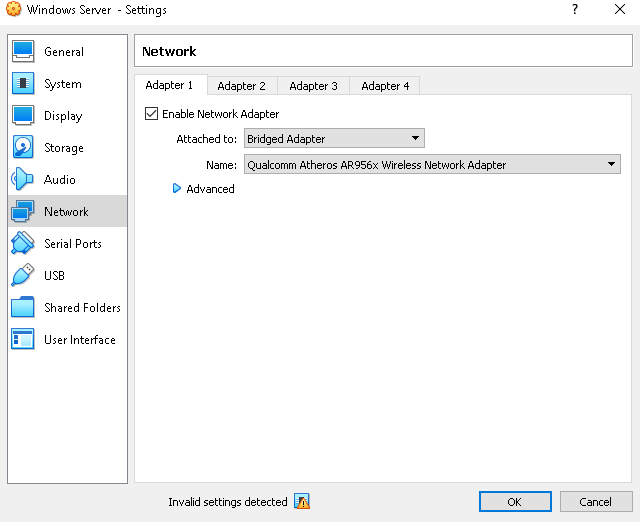 Windows Server - Settings ?
General
System
Display
Storage
Audio
Network
Serial Ports
USB
Shared Folders
User Interface
Network
Adapter 1 Adapter 2 Adapter 3 Adapter 4
Enable Network Adapter
Attached to: Bridged Adapter
Name: Qualcomm Atheros AR956x Wireless Network Adapter
Advanced
Invalid settings detected
OK Cancel